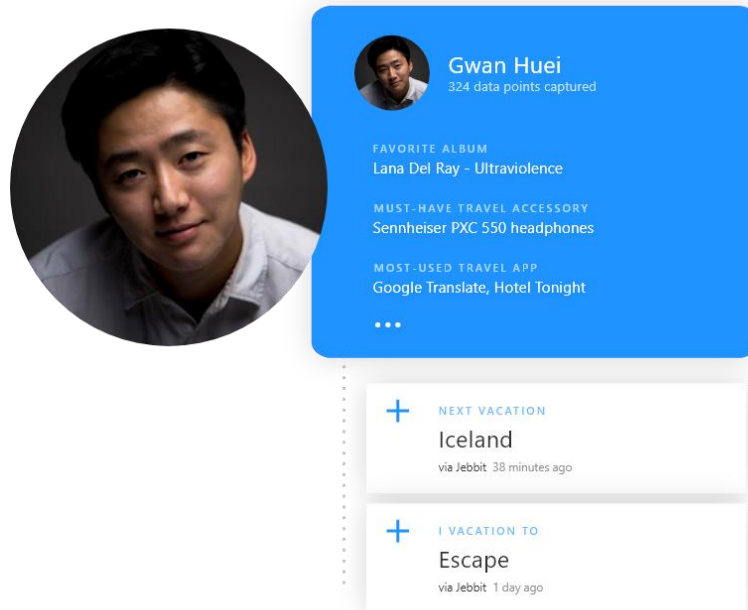 Gwan Huei
324 data points captured
FAVORITE ALBUM
Lana Del Ray - Ultraviolence
MUST-HAVE TRAVEL ACCESSORY
Sennheiser PXC 550 headphones
MOST-USED TRAVEL APP
Google Translate, Hotel Tonight
NEXT VACATION
Iceland
via Jebbit 38 minutes ago
I VACATION TO
Escape
via Jebbit 1 day ago